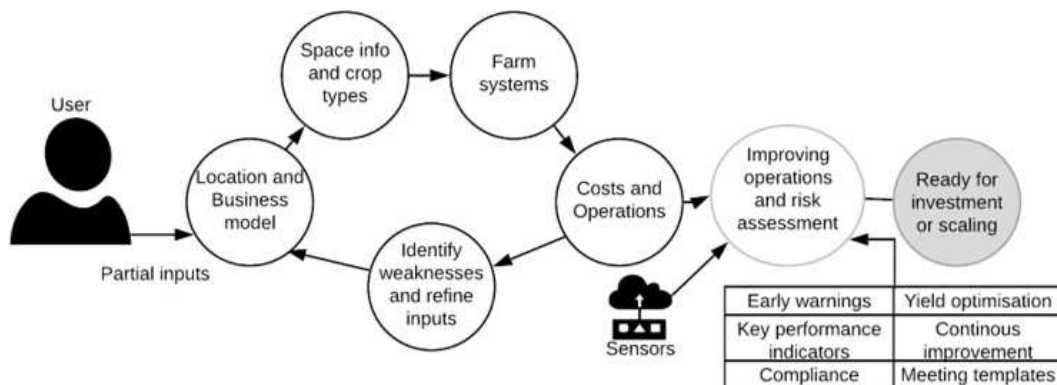 User
Partial inputs
Location and
Business
model
Space info
and crop
types
Farm
systems
Costs and
Operations
Identify
weaknesses
and refine
inputs
Improving
operations
and risk
assessment
Ready for
investment
or scaling
Sensors
Early warnings
Yield optimisation
Key performance
indicators
Continous
improvement
Compliance
Meeting templates